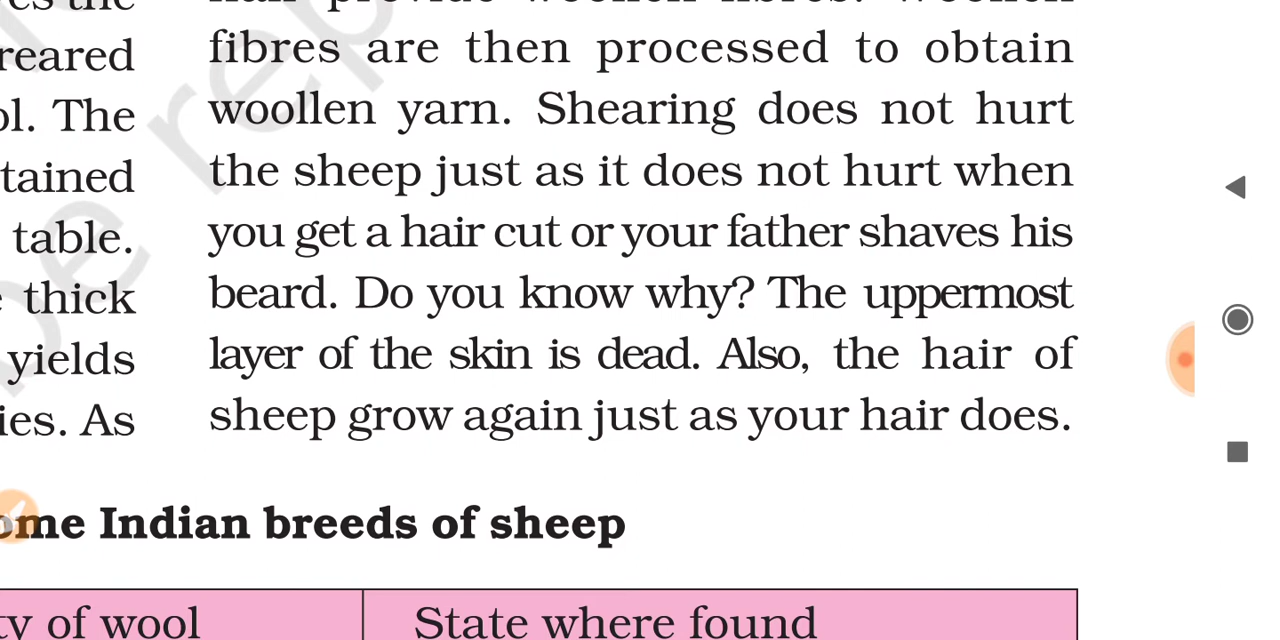 reared
The
tained
table.
thick
yields
ies. As
fibres are then processed to obtain
woollen yarn. Shearing does not hurt
the sheep just as it does not hurt when
you get a hair cut or your father shaves his
beard. Do you know why? The uppermost
layer of the skin is dead. Also, the hair of
sheep grow again just as your hair does.
ome Indian breeds of sheep
ty of wool State where found